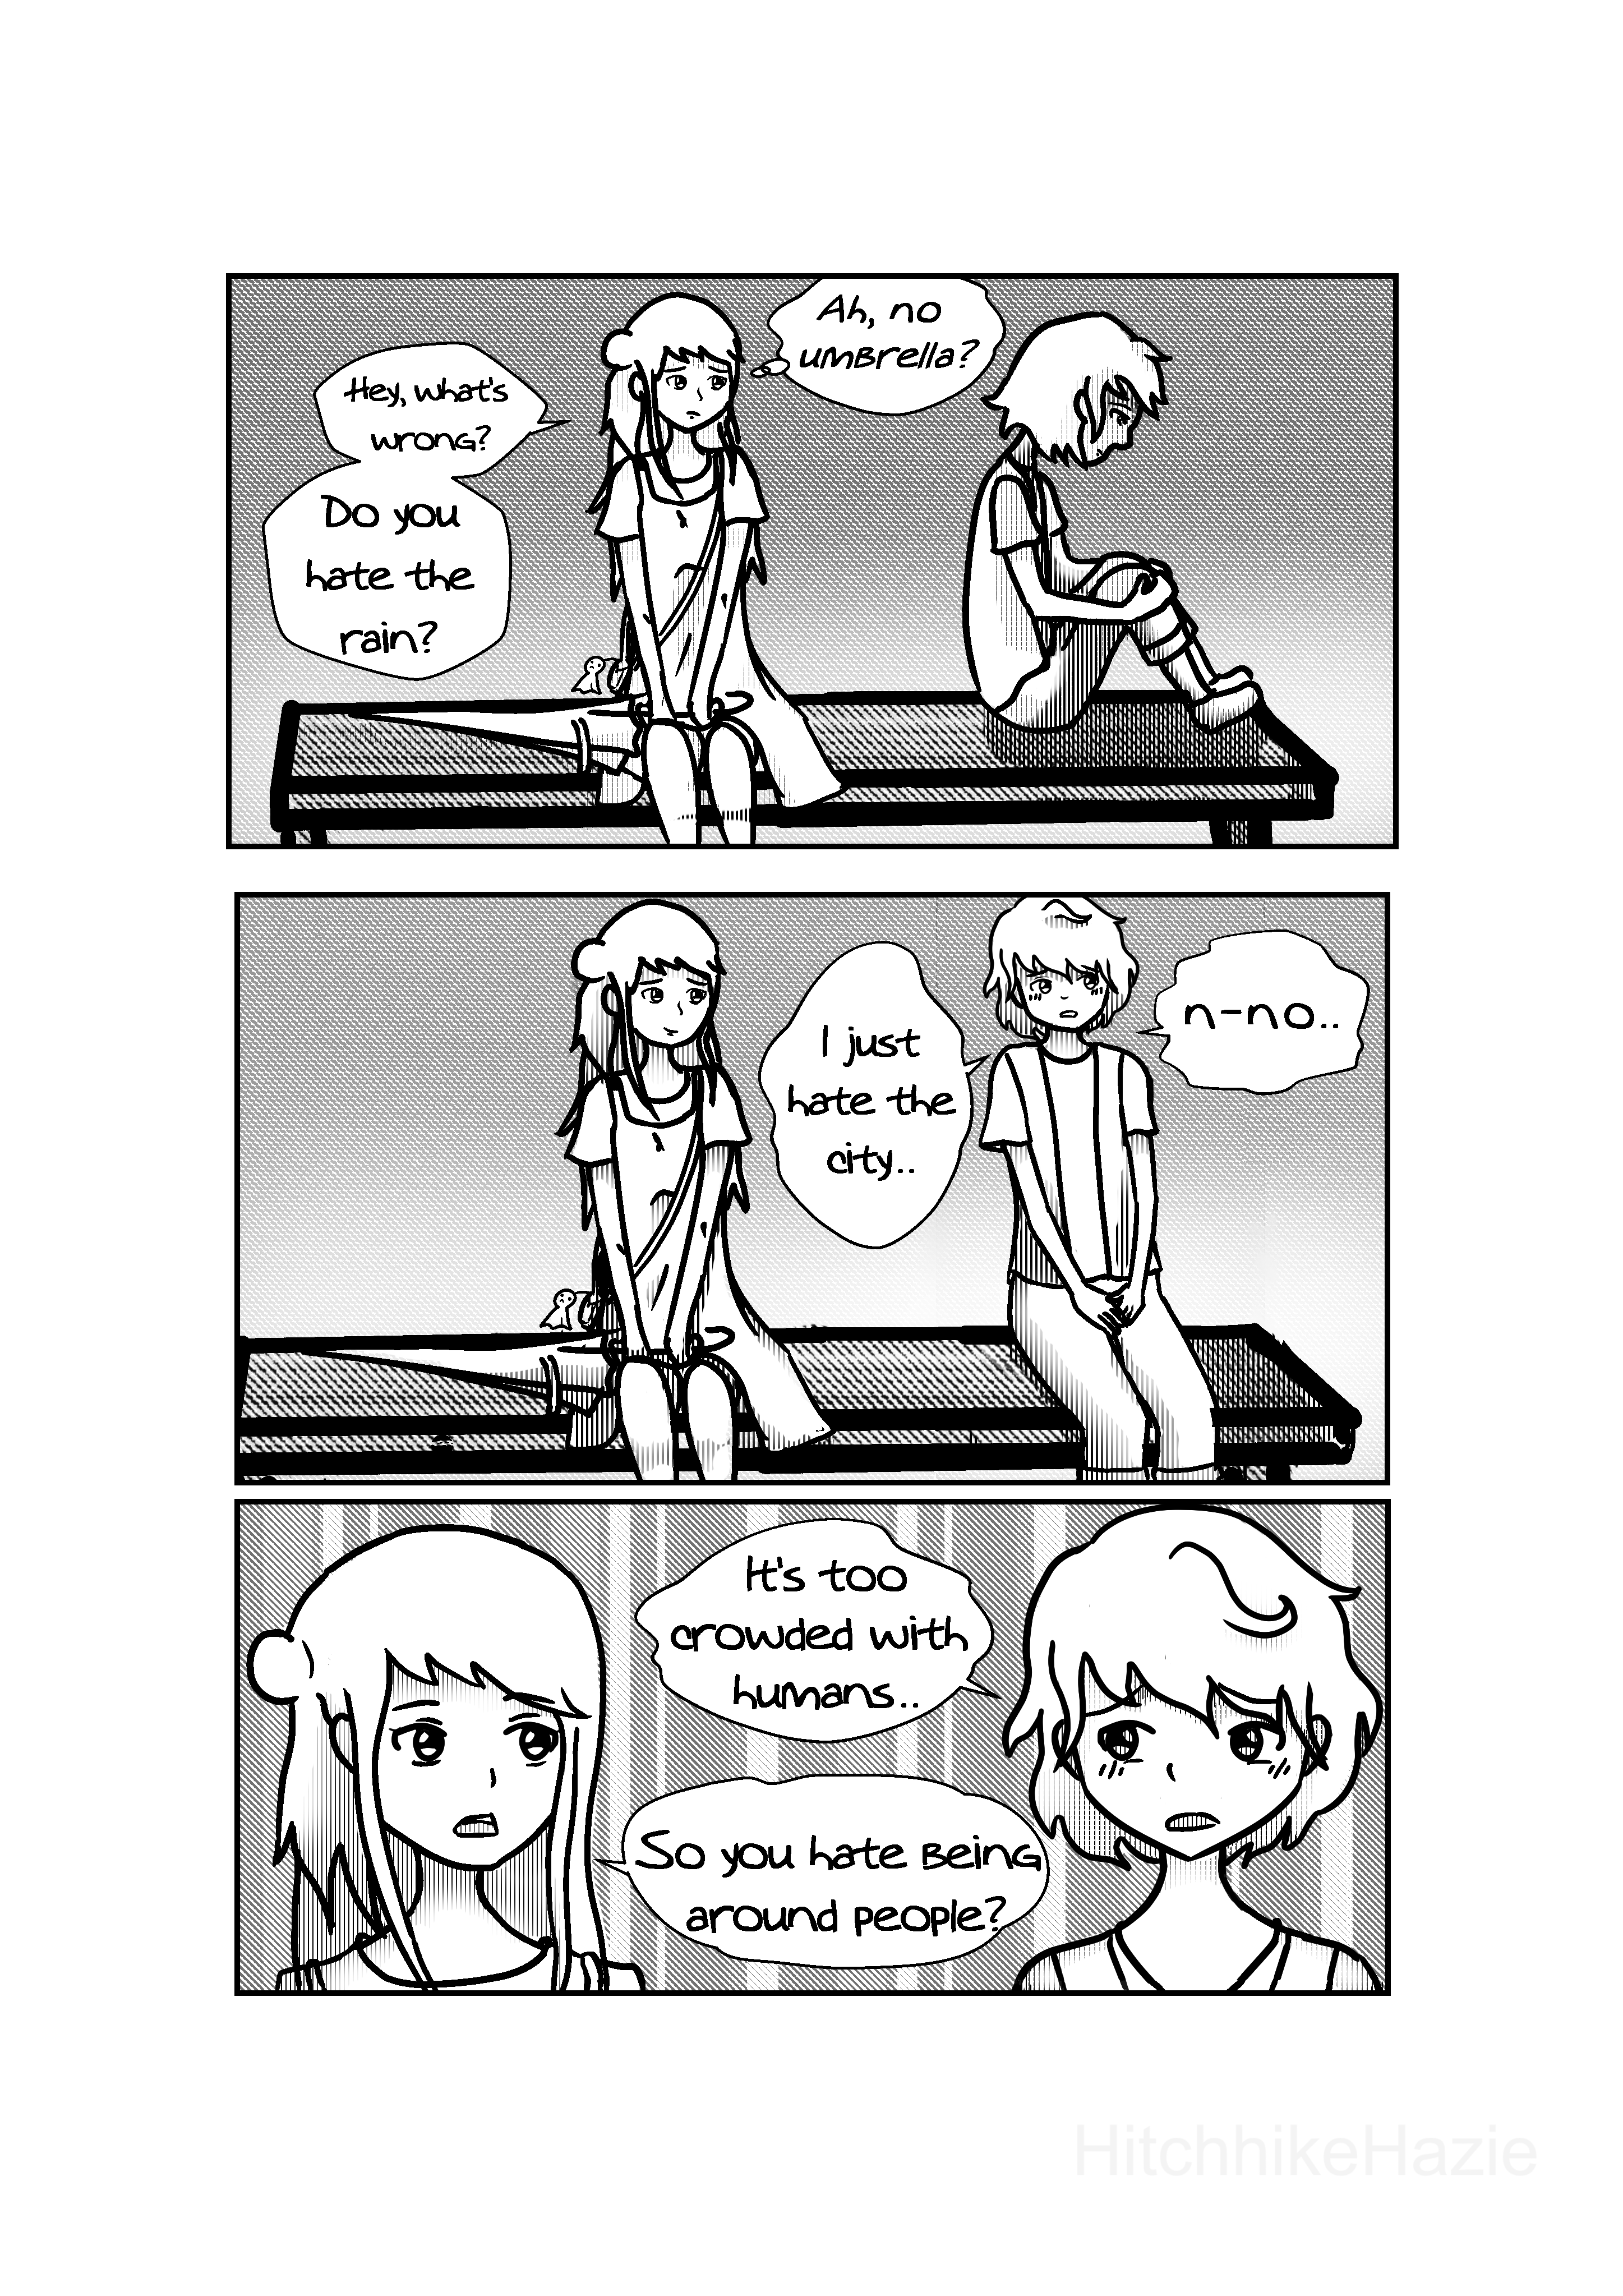 Ah, no
umbrella?
Hey, what's
wrong?
Do you
hate the
rain?
n-no..
I just
hate the
city..
It's too
crowded with
humans..
So you hate being
around people?
HitchhikeHazie